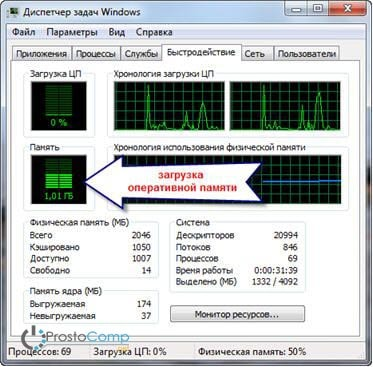 Диспетчер задач Windows
Файл Параметры Вид Справка
Приложения Процессы Службы Быстродействие Сеть Пользователи
Загрузка ЦП
Хронология загрузки ЦП
0 %
Память
Хронология использования физической памяти
1,01 ГБ
загрузка
оперативной памяти
Физическая память (МБ)
Всего 2046
Кэшировано 1050
Доступно 1007
Свободно 14
Система
Дескрипторов 20994
Потоков 846
Процессов 69
Время работы 0:00:31:39
Выделено (МБ) 1332 / 4092
Память ядра (МБ)
Выгружаемая 174
Невыгружаемая 37
Монитор ресурсов...
ProstoComp
Процессов: 69 Загрузка ЦП: 0% Физическая память: 50%